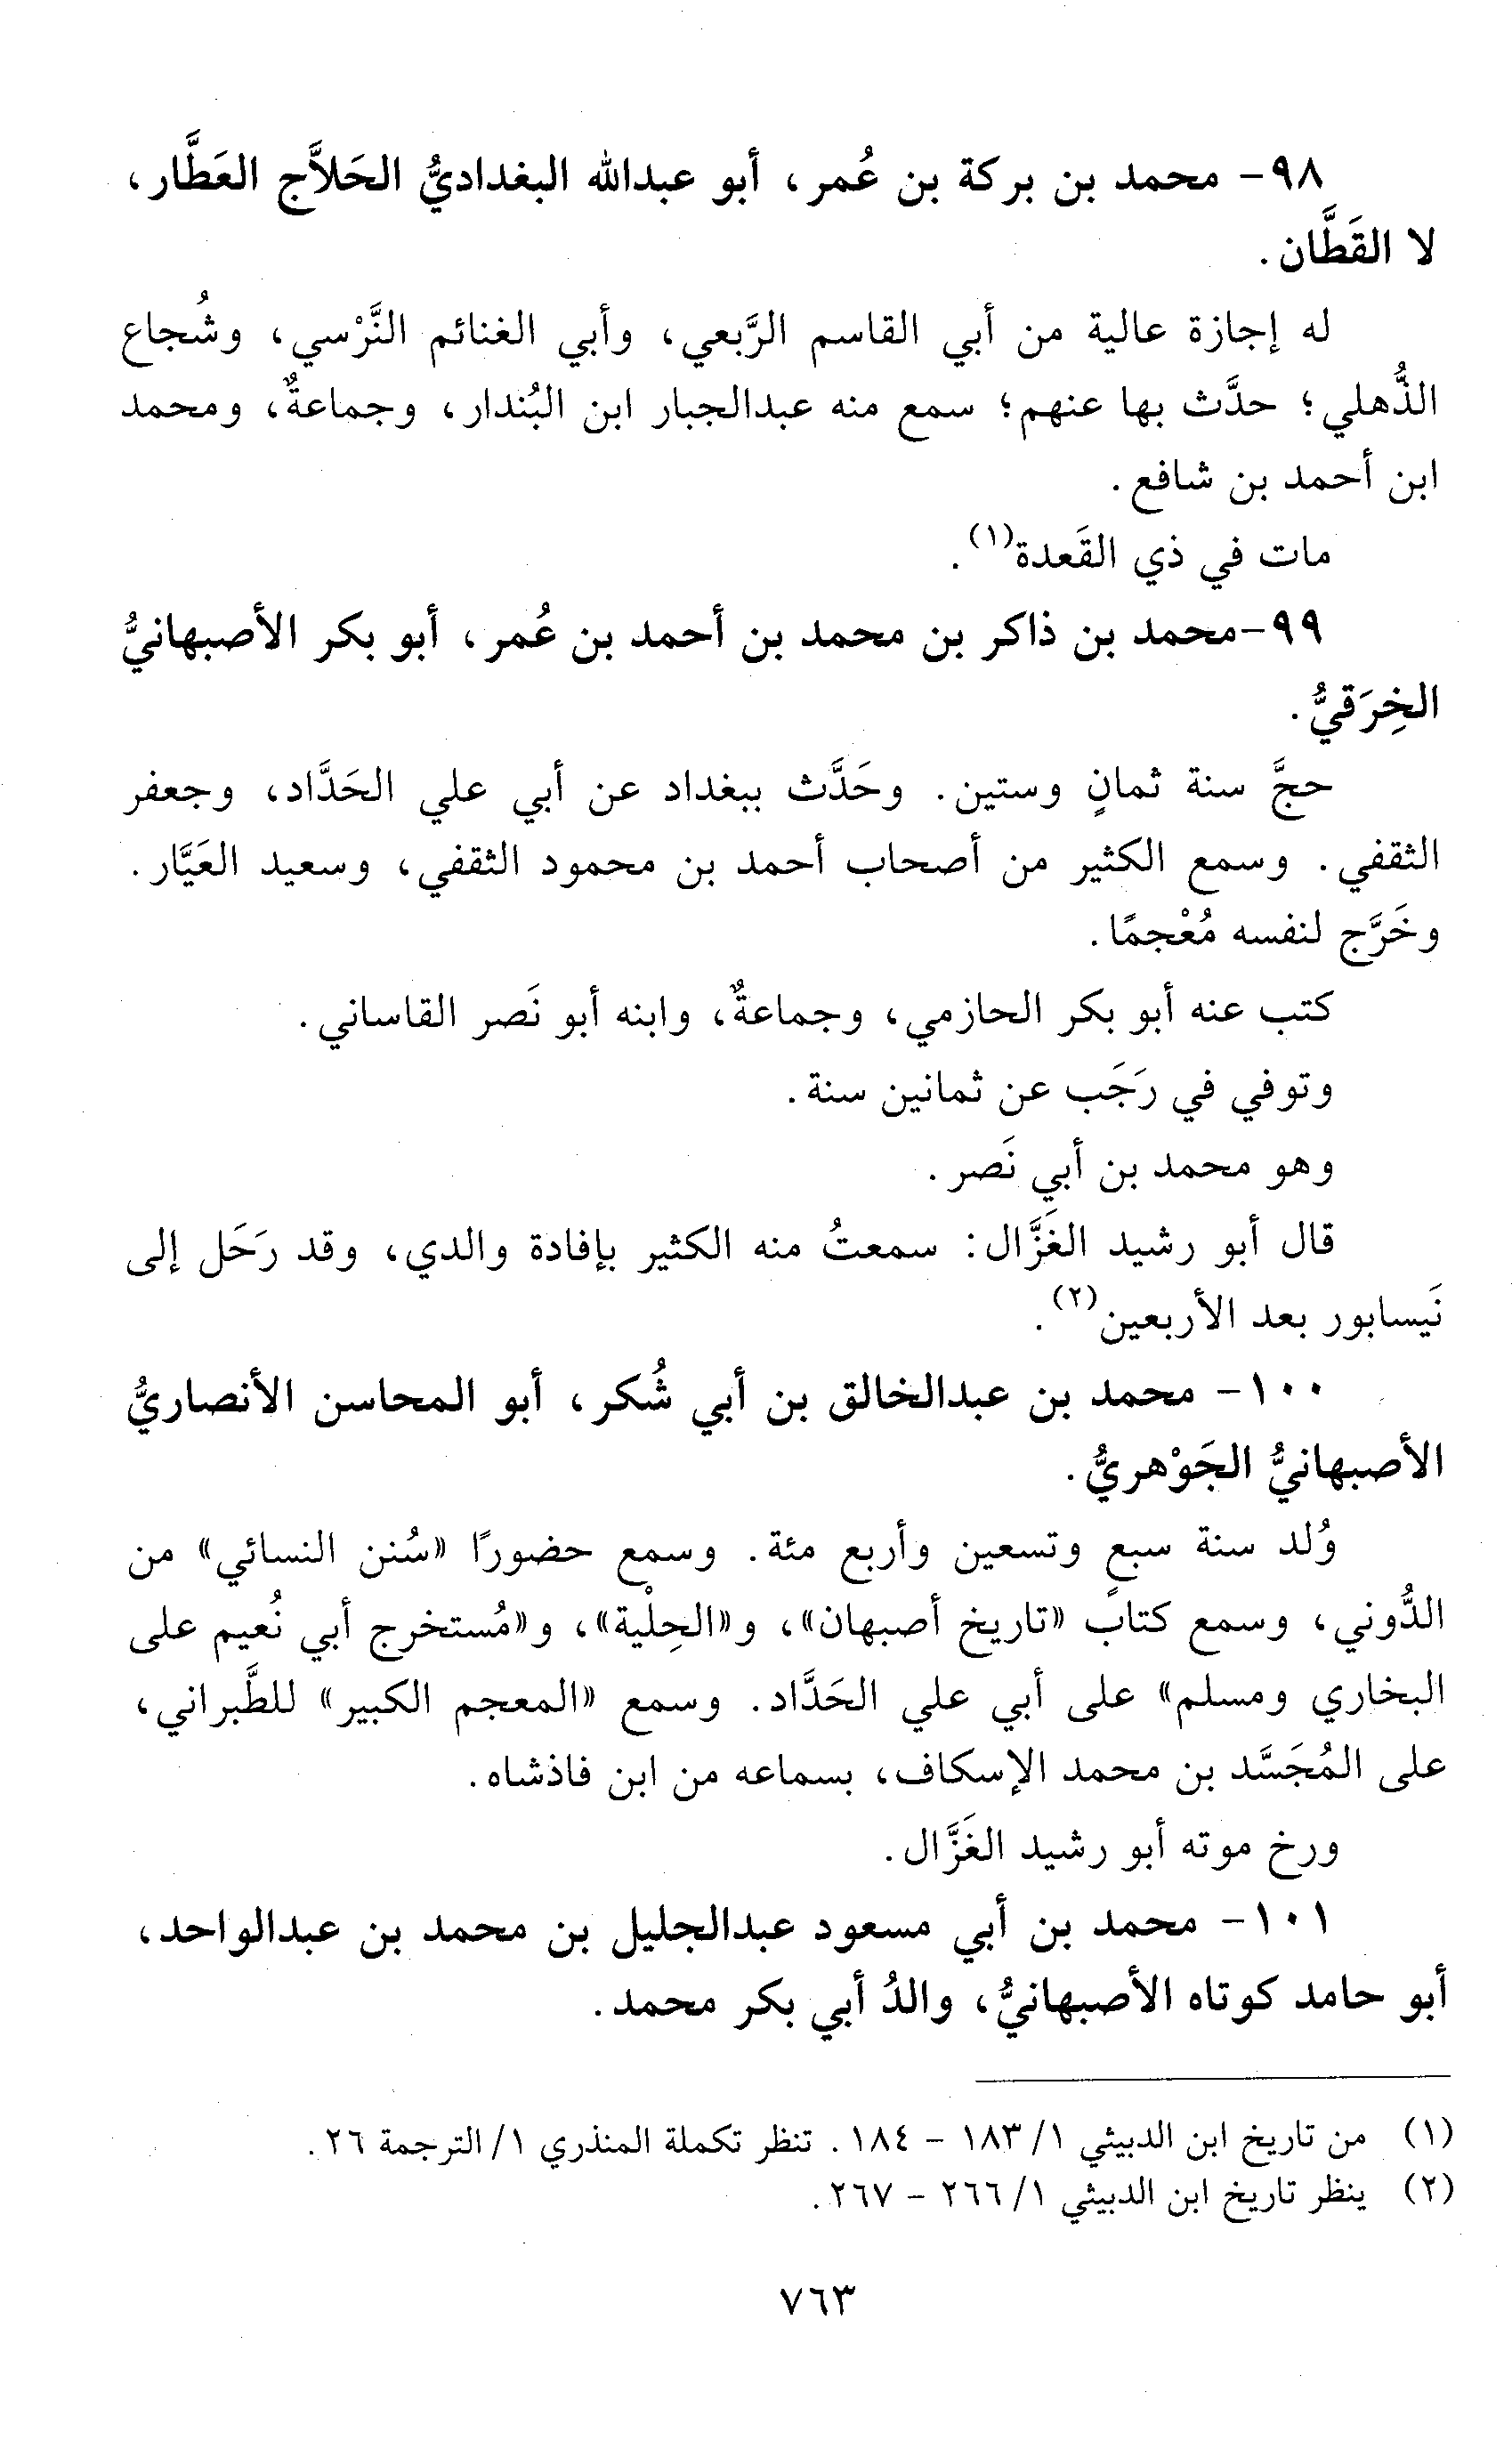 ٩٨- محمد بن بركة بن عُمر، أبو عبدالله البغداديُّ الحَلاَّج العَطَّار،
لا القَطَّان.
له إجازة عالية من أبي القاسم الرَّبعي، وأبي الغنائم النَّرْسي، وشُجاع
الذُّهلي؛ حدَّث بها عنهم؛ سمع منه عبدالجبار ابن البُندار، وجماعةٌ، ومحمد
ابن أحمد بن شافع.
مات في ذي القَعدة(١).
٩٩-محمد بن ذاكر بن محمد بن أحمد بن عُمر، أبو بكر الأصبهانيُّ
الخِرَقيُّ.
حجَّ سنة ثمانٍ وستين. وحَدَّث ببغداد عن أبي علي الحَدَّاد، وجعفر
الثقفي. وسمع الكثير من أصحاب أحمد بن محمود الثقفي، وسعيد العَيَّار.
وخَرَّج لنفسه مُعْجمًا.
كتب عنه أبو بكر الحازمي، وجماعةٌ، وابنه أبو نَصر القاساني.
وتوفي في رَجَب عن ثمانين سنة.
وهو محمد بن أبي نَصر.
قال أبو رشيد الغَزَّال: سمعتُ منه الكثير بإفادة والدي، وقد رَحَل إلى
نَيسابور بعد الأربعين(٢).
١٠٠- محمد بن عبدالخالق بن أبي شُكر، أبو المحاسن الأنصاريُّ
الأصبهانيُّ الجَوْهريُّ.
وُلد سنة سبعٍ وتسعين وأربع مئة. وسمع حضورًا «سُنن النسائي» من
الدُّوني، وسمع كتابً «تاريخ أصبهان»، و«الحِلْية»، و«مُستخرج أبي نُعيم على
البخاري ومسلم» على أبي علي الحَدَّاد. وسمع «المعجم الكبير» للطَّبراني،
على المُجَسَّد بن محمد الإسكاف، بسماعه من ابن فاذشاه.
ورخ موته أبو رشيد الغَزَّال.
١٠١- محمد بن أبي مسعود عبدالجليل بن محمد بن عبدالواحد،
أبو حامد كوتاه الأصبهانيُّ، والدُ أبي بكر محمد.
(١) من تاريخ ابن الدبيثي ١/ ١٨٣ - ١٨٤. تنظر تكملة المنذري ١/ الترجمة ٢٦.
(٢) ينظر تاريخ ابن الدبيثي ١/ ٢٦٦ - ٢٦٧.
٧٦٣